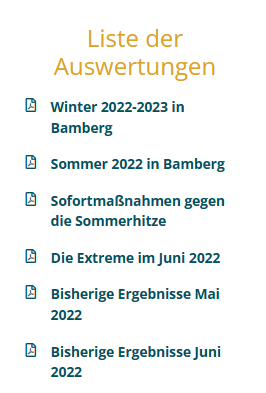 Liste der
Auswertungen
Winter 2022-2023 in
Bamberg
Sommer 2022 in Bamberg
Sofortmaßnahmen gegen
die Sommerhitze
Die Extreme im Juni 2022
Bisherige Ergebnisse Mai
2022
Bisherige Ergebnisse Juni
2022